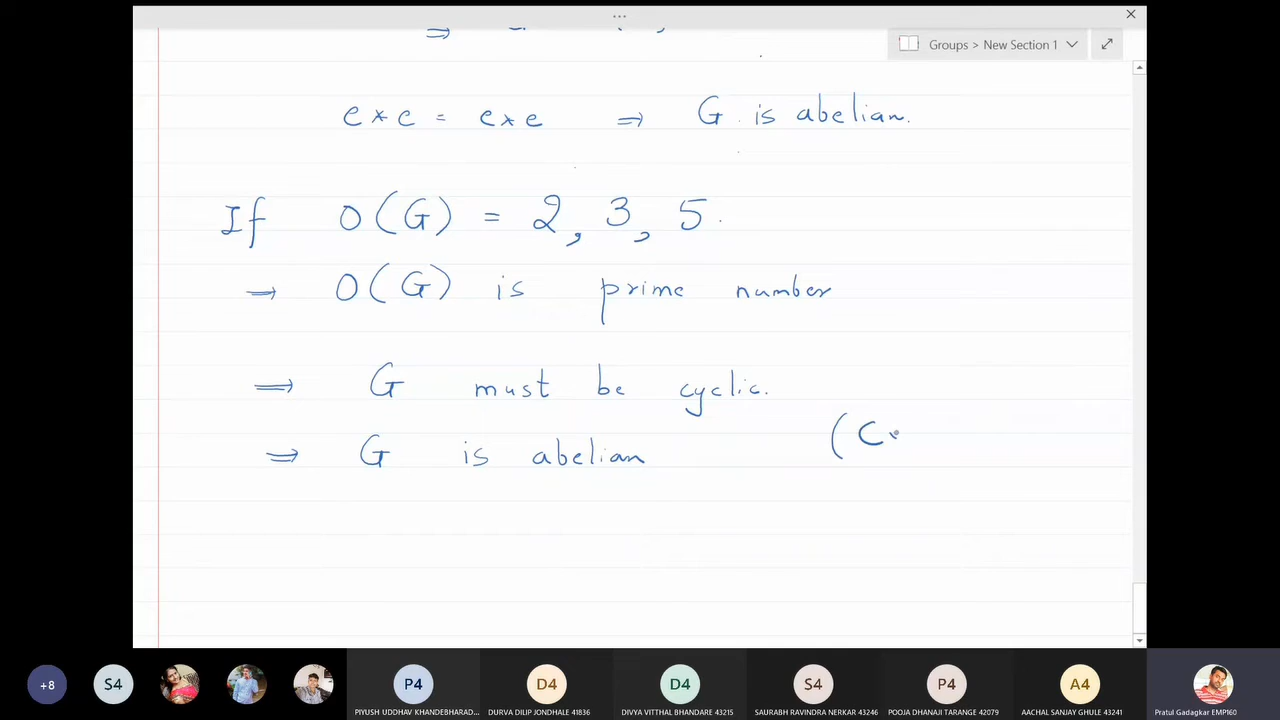 Groups > New Section 1
e * e = e * e ⇒ G is abelian.
If O(G) = 2, 3, 5.
→ O(G) is prime number
⇒ G must be cyclic.
⇒ G is abelian (C
+8 S4 P4 D4 D4 S4 P4 A4
PIYUSH UDDHAV KHANDEBHARAD... DURVA DILIP JONDHALE 41836 DIVYA VITTHAL BHANDARE 43215 SAURABH RAVINDRA NERKAR 43246 POOJA DHANAJI TARANGE 42079 AACHAL SANJAY GHULE 43241 Pratul Gadagkar EMP160